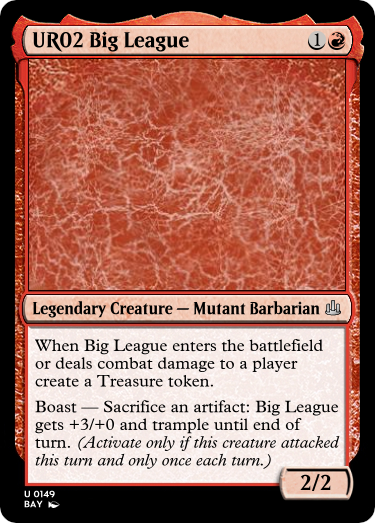 UR02 Big League
1
Legendary Creature — Mutant Barbarian
When Big League enters the battlefield
or deals combat damage to a player
create a Treasure token.
Boast — Sacrifice an artifact: Big League
gets +3/+0 and trample until end of
turn. (Activate only if this creature attacked
this turn and only once each turn.)
2/2
U 0149
BAY